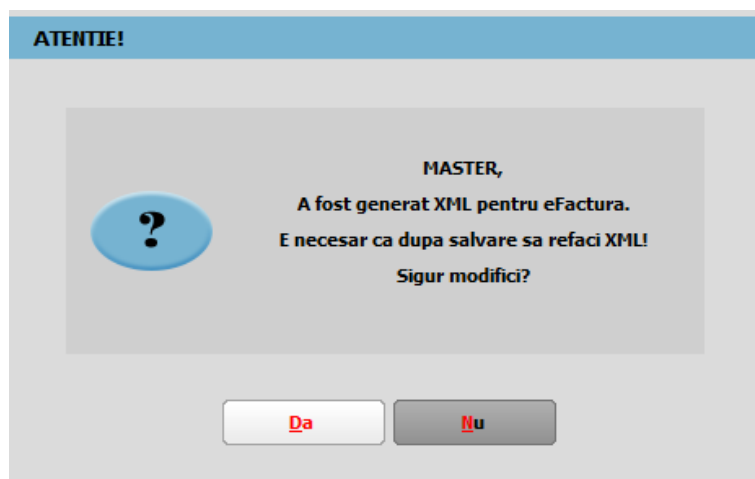 ATENTIE!
?
MASTER,
A fost generat XML pentru eFactura.
E necesar ca dupa salvare sa refaci XML!
Sigur modifici?
Da
Nu